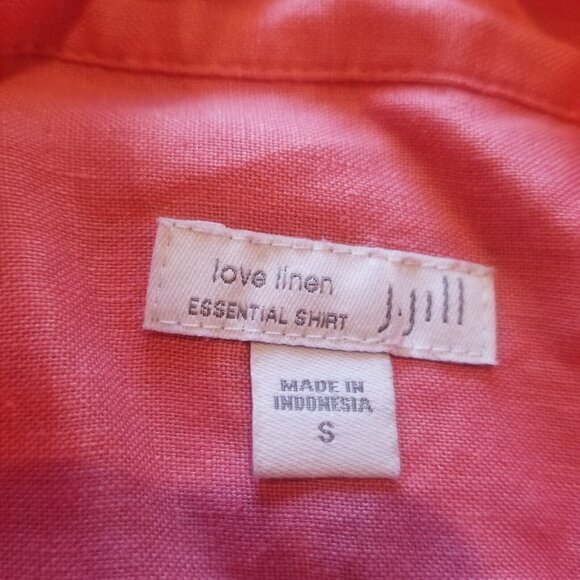 love linen
ESSENTIAL SHIRT
J.Jill
MADE IN
INDONESIA
S